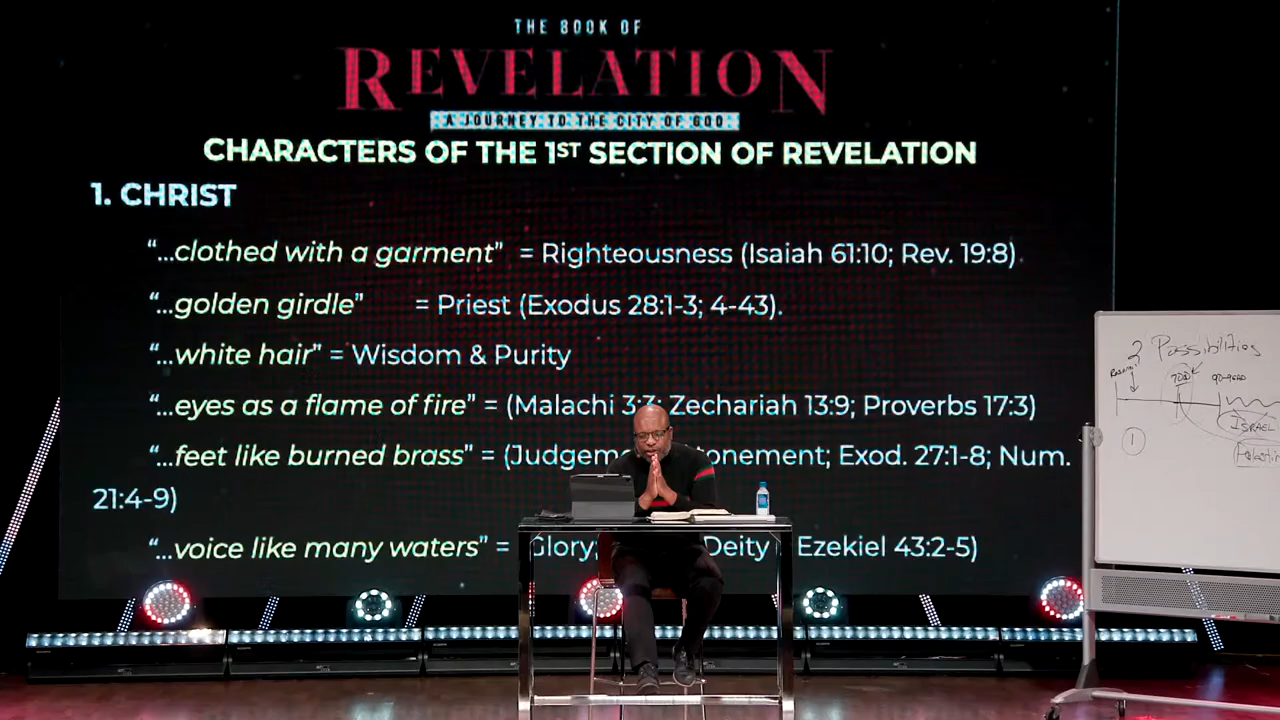 THE BOOK OF
REVELATION
A JOURNEY TO THE CITY OF GOD
CHARACTERS OF THE 1ST SECTION OF REVELATION
1. CHRIST
“...clothed with a garment” = Righteousness (Isaiah 61:10; Rev. 19:8).
“...golden girdle” = Priest (Exodus 28:1-3; 4-43).
“...white hair” = Wisdom & Purity
“...eyes as a flame of fire” = (Malachi 3:3; Zechariah 13:9; Proverbs 17:3)
“...feet like burned brass” = (Judgeme onement; Exod. 27:1-8; Num.
21:4-9)
“...voice like many waters” = Glory; Deity Ezekiel 43:2-5)
2 Possibilities
70AD
1
ISRAEL